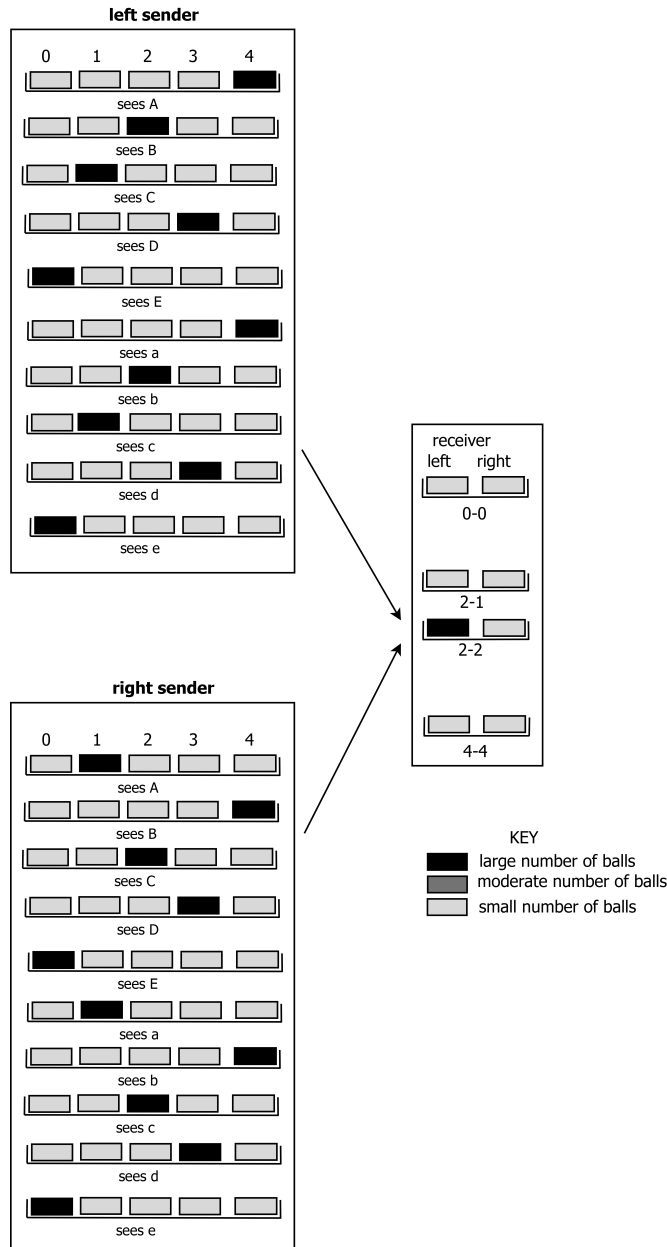 left sender
0 1 2 3 4
sees A
sees B
sees C
sees D
sees E
sees a
sees b
sees c
sees d
sees e
receiver
left right
0-0
2-1
2-2
4-4
right sender
0 1 2 3 4
sees A
sees B
sees C
sees D
sees E
sees a
sees b
sees c
sees d
sees e
KEY
large number of balls
moderate number of balls
small number of balls